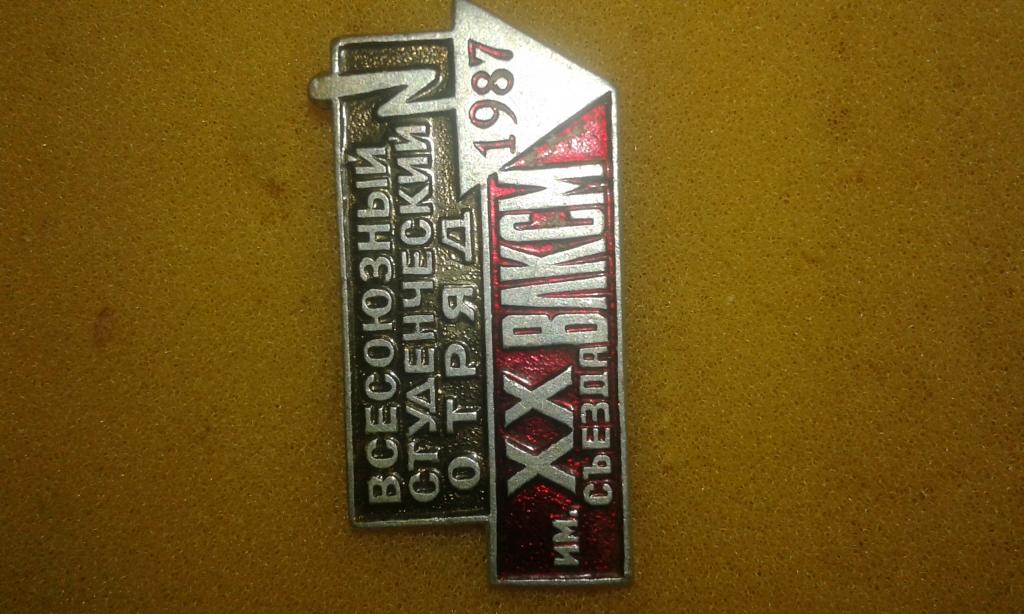 ВСЕСОЮЗНЫЙ
СТУДЕНЧЕСКИЙ
ОТРЯД
1987
ИМ. XX СЪЕЗДА ВЛКСМ